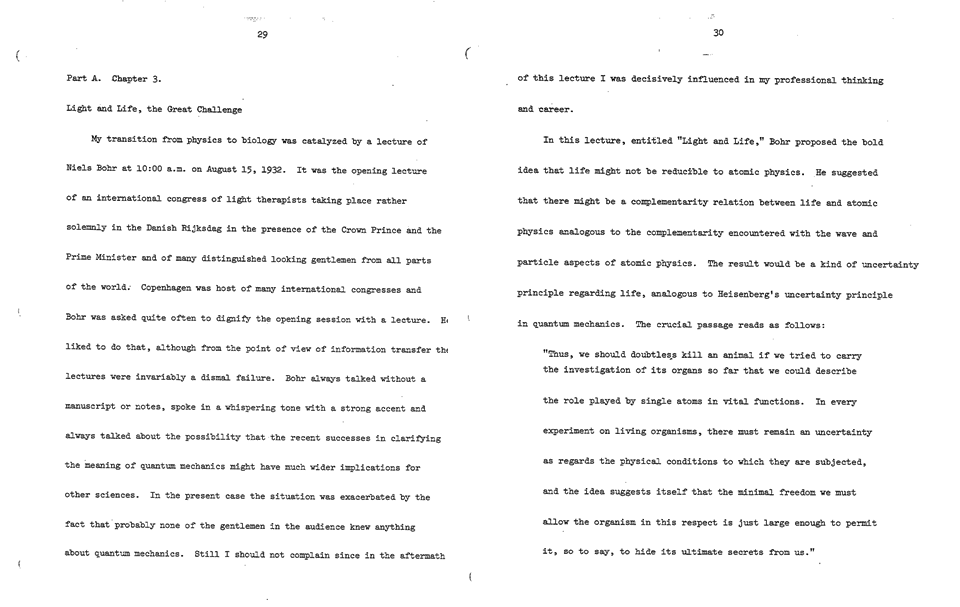 29
Part A. Chapter 3.
Light and Life, the Great Challenge
My transition from physics to biology was catalyzed by a lecture of
Niels Bohr at 10:00 a.m. on August 15, 1932. It was the opening lecture
of an international congress of light therapists taking place rather
solemnly in the Danish Rijksdag in the presence of the Crown Prince and the
Prime Minister and of many distinguished looking gentlemen from all parts
of the world. Copenhagen was host of many international congresses and
Bohr was asked quite often to dignify the opening session with a lecture.
liked to do that, although from the point of view of information transfer
lectures were invariably a dismal failure. Bohr always talked without a
manuscript or notes, spoke in a whispering tone with a strong accent and
always talked about the possibility that the recent successes in clarifying
the meaning of quantum mechanics might have much wider implications for
other sciences. In the present case the situation was exacerbated by the
fact that probably none of the gentlemen in the audience knew anything
about quantum mechanics. Still I should not complain since in the aftermath
30
of this lecture I was decisively influenced in my professional thinking
and career.
In this lecture, entitled "Light and Life," Bohr proposed the bold
idea that life might not be reducible to atomic physics. He suggested
that there might be a complementarity relation between life and atomic
physics analogous to the complementarity encountered with the wave and
particle aspects of atomic physics. The result would be a kind of uncertainty
principle regarding life, analogous to Heisenberg's uncertainty principle
in quantum mechanics. The crucial passage reads as follows:
"Thus, we should doubtless kill an animal if we tried to carry
the investigation of its organs so far that we could describe
the role played by single atoms in vital functions. In every
experiment on living organisms, there must remain an uncertainty
as regards the physical conditions to which they are subjected,
and the idea suggests itself that the minimal freedom we must
allow the organism in this respect is just large enough to permit
it, so to say, to hide its ultimate secrets from us."